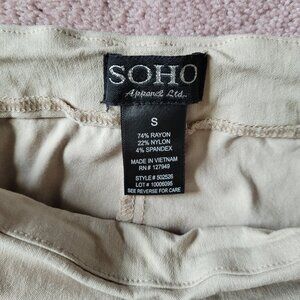 SOHO
Apparel Ltd.
S
74% RAYON
22% NYLON
4% SPANDEX
MADE IN VIETNAM
RN# 127949
STYLE# 502526
LOT # 10006095
SEE REVERSE FOR CARE